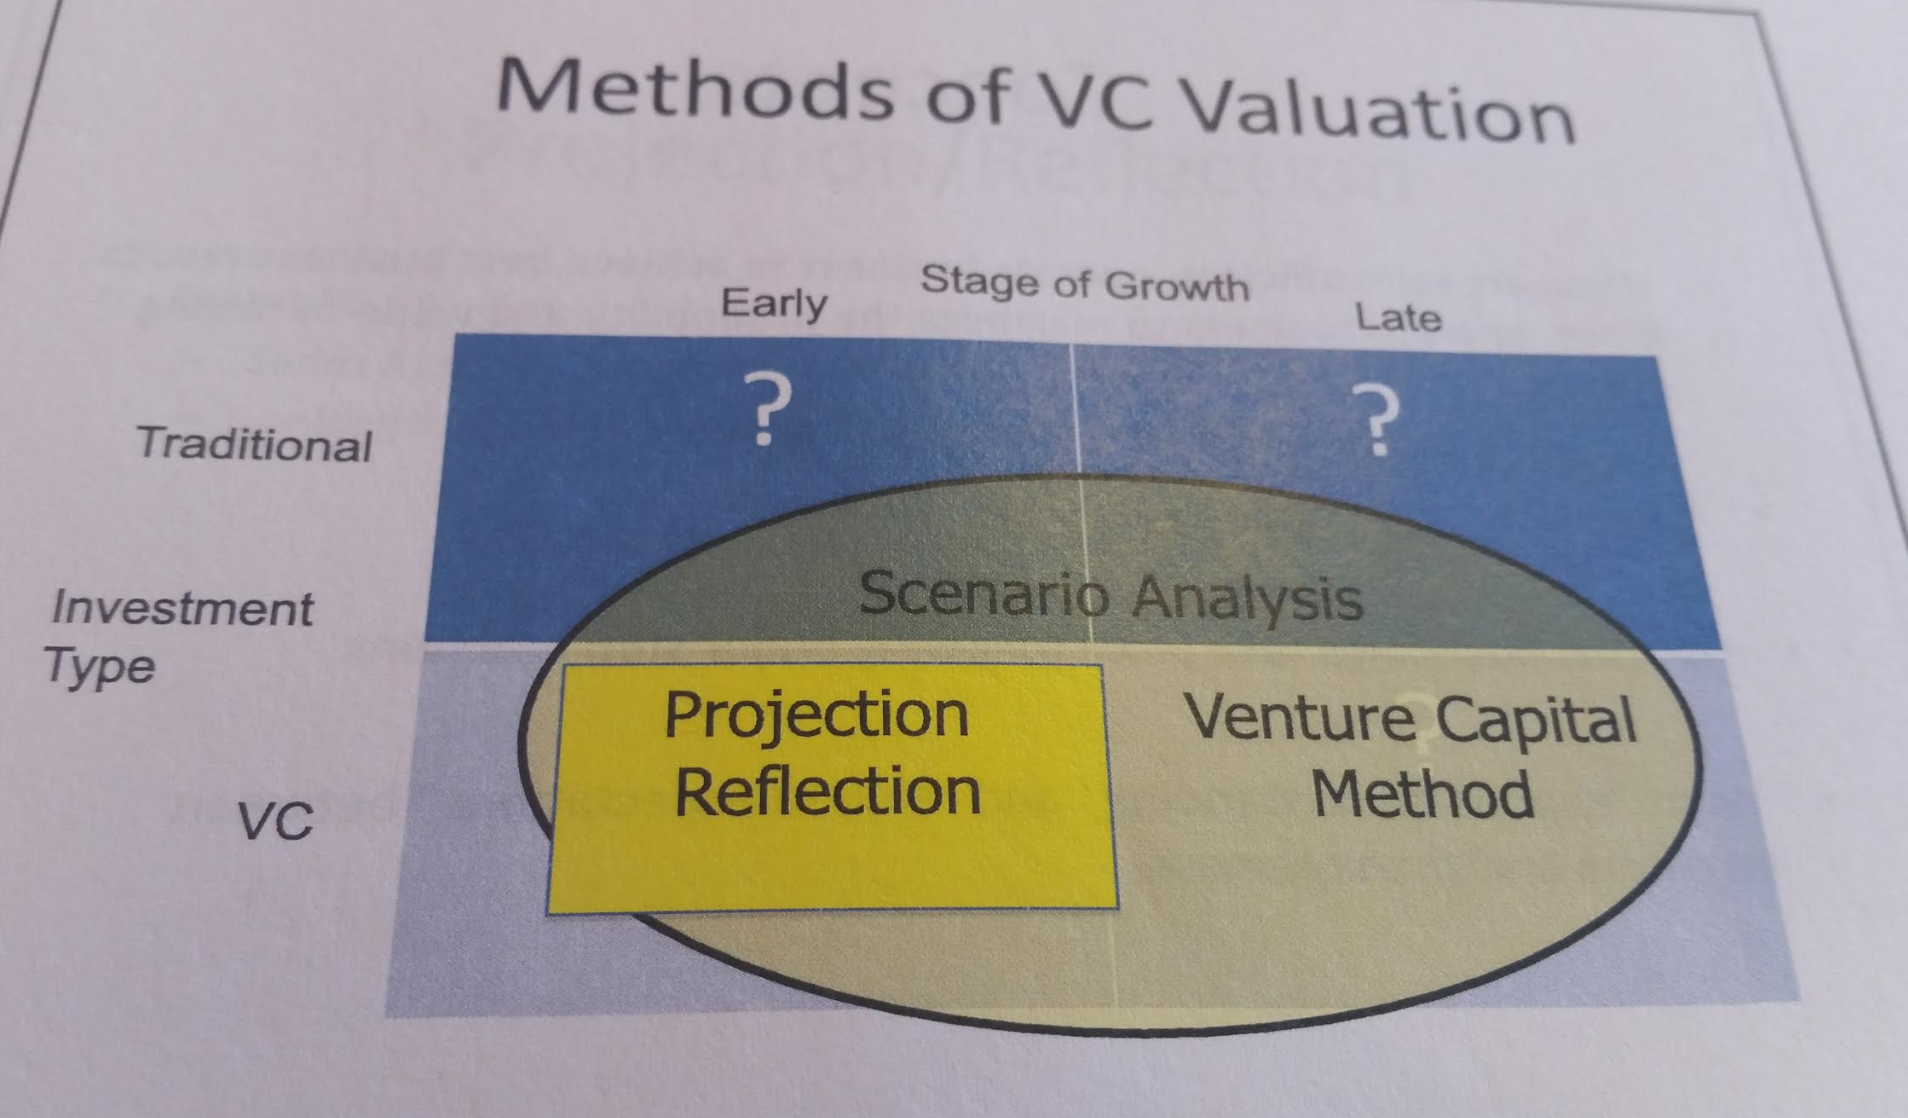 Methods of VC Valuation
Stage of Growth
Early
Late
?
?
Traditional
Scenario Analysis
Investment
Type
Projection
Reflection
?
Venture Capital
Method
VC